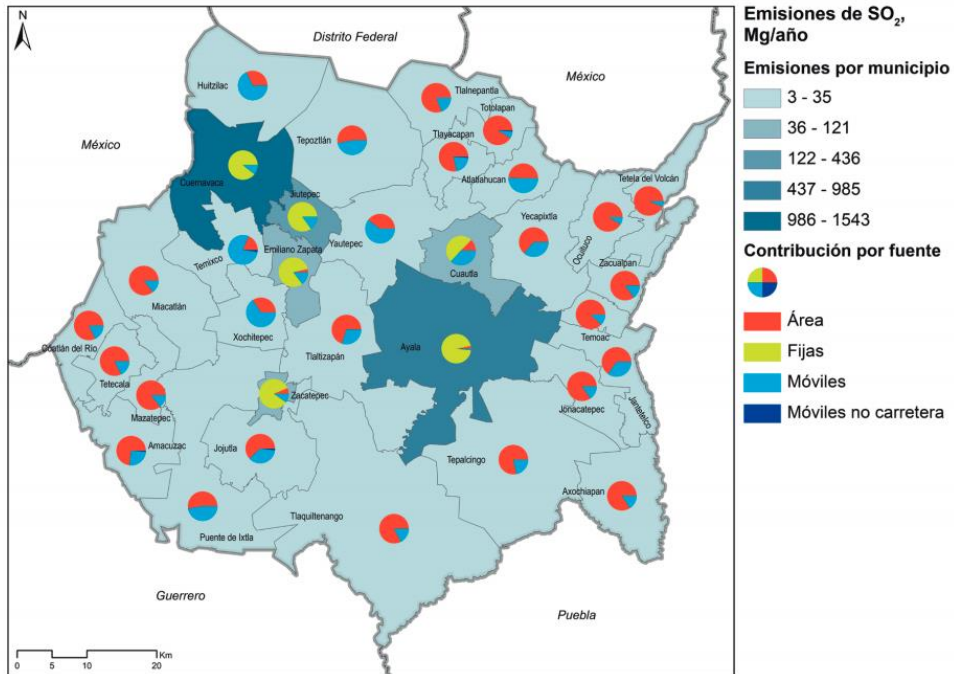 N
Distrito Federal
México
México
Huitzilac
Tlalnepantla
Totolapan
Tepoztlán
Tlayacapan
Atlatlahucan
Tetela del Volcán
Cuernavaca
Jiutepec
Yecapixtla
Ocuituco
Yautepec
Temixco
Emiliano Zapata
Cuautla
Zacualpan
Miacatlán
Temoac
Xochitepec
Coatlán del Río
Tlaltizapán
Ayala
Tetecala
Zacatepec
Jonacatepec
Jantetelco
Mazatepec
Amacuzac
Jojutla
Tepalcingo
Axochiapan
Tlaquiltenango
Puente de Ixtla
Guerrero
Puebla
Km
0 5 10 20
Emisiones de SO₂,
Mg/año
Emisiones por municipio
3 - 35
36 - 121
122 - 436
437 - 985
986 - 1543
Contribución por fuente
Área
Fijas
Móviles
Móviles no carretera